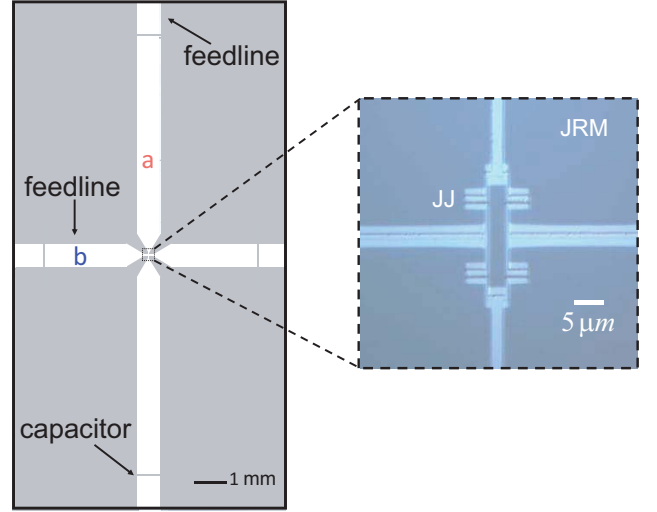 feedline
a
feedline
b
capacitor
1 mm
JRM
JJ
5 μm